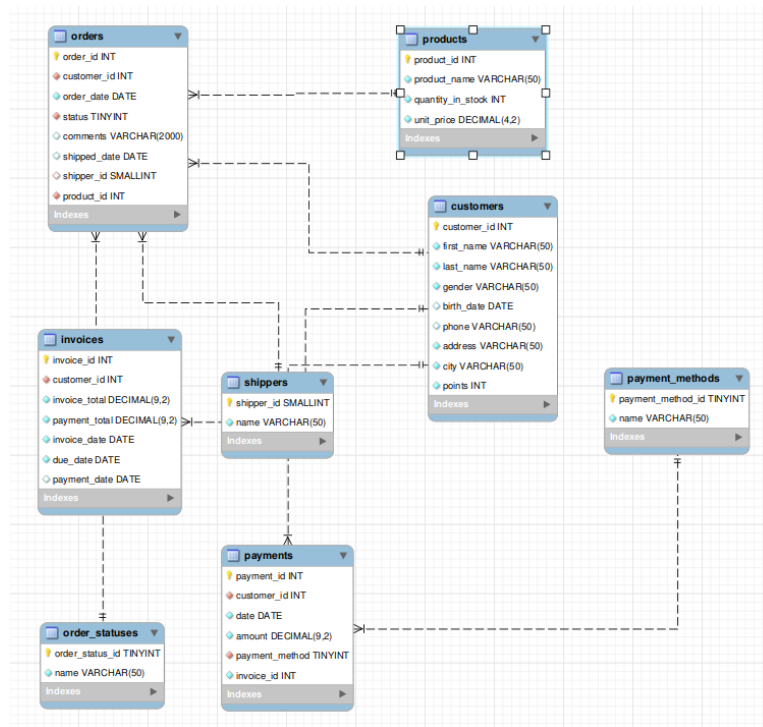 orders
order_id INT
customer_id INT
order_date DATE
status TINYINT
comments VARCHAR(2000)
shipped_date DATE
shipper_id SMALLINT
product_id INT
Indexes
products
product_id INT
product_name VARCHAR(50)
quantity_in_stock INT
unit_price DECIMAL(4,2)
Indexes
customers
customer_id INT
first_name VARCHAR(50)
last_name VARCHAR(50)
gender VARCHAR(50)
birth_date DATE
phone VARCHAR(50)
address VARCHAR(50)
city VARCHAR(50)
points INT
Indexes
invoices
invoice_id INT
customer_id INT
invoice_total DECIMAL(9,2)
payment_total DECIMAL(9,2)
invoice_date DATE
due_date DATE
payment_date DATE
Indexes
shippers
shipper_id SMALLINT
name VARCHAR(50)
Indexes
payment_methods
payment_method_id TINYINT
name VARCHAR(50)
Indexes
payments
payment_id INT
customer_id INT
date DATE
amount DECIMAL(9,2)
payment_method TINYINT
invoice_id INT
Indexes
order_statuses
order_status_id TINYINT
name VARCHAR(50)
Indexes